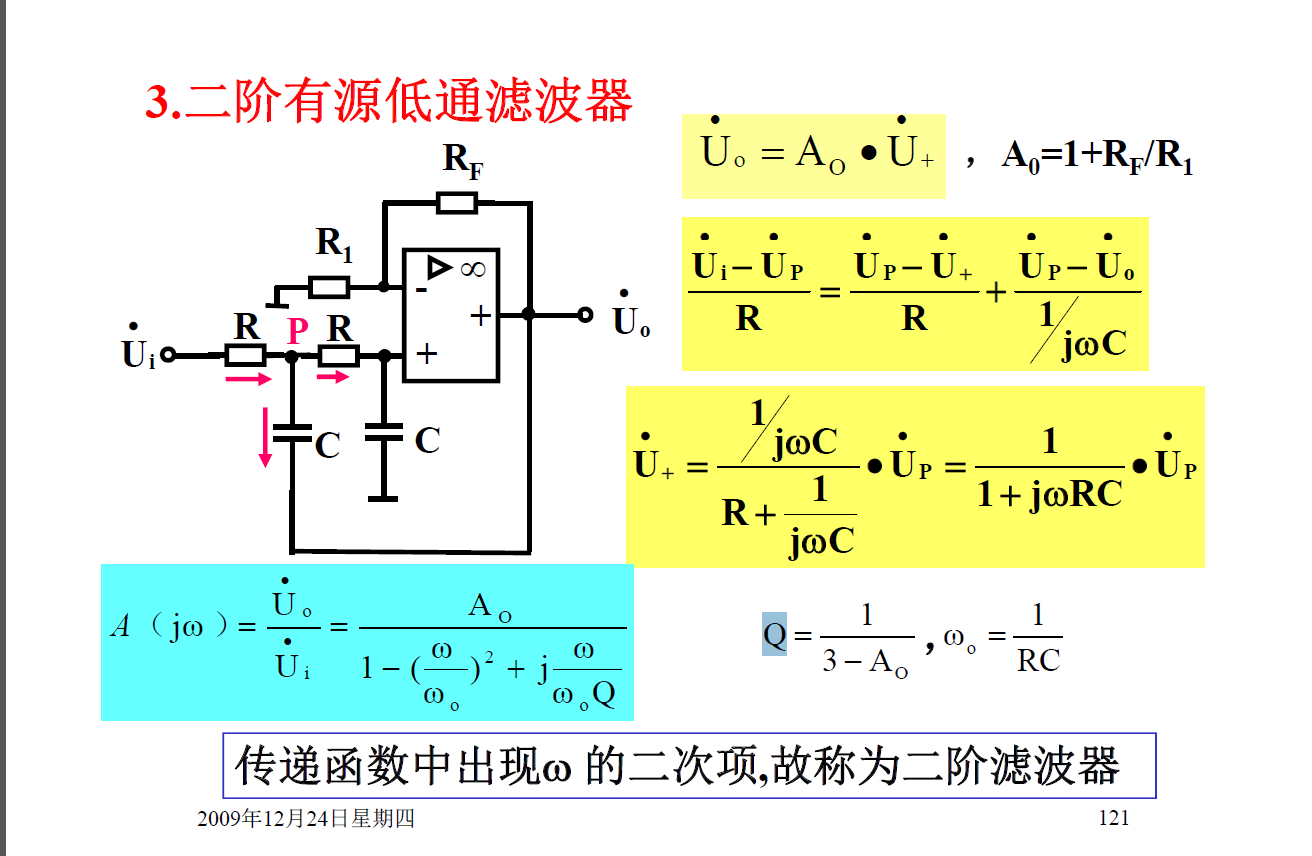 3.二阶有源低通滤波器
U̇o = AO • U̇+ , A0=1+RF/R1
(U̇i − U̇P)/R = (U̇P − U̇+)/R + (U̇P − U̇o)/(1/jωC)
U̇+ = (1/jωC)/(R + 1/jωC) • U̇P = 1/(1 + jωRC) • U̇P
RF
R1
▷ ∞
-
+
+
U̇i
R
P
R
U̇o
C
C
A（jω）= U̇o/U̇i = AO/(1 − (ω/ωo)² + j ω/(ωoQ))
Q = 1/(3 − AO) , ωo = 1/RC
传递函数中出现ω 的二次项,故称为二阶滤波器
2009年12月24日星期四
121